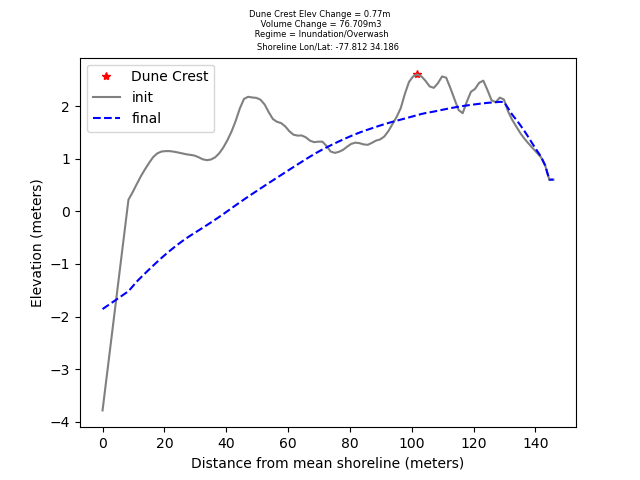 Dune Crest Elev Change = 0.77m
Volume Change = 76.709m3
Regime = Inundation/Overwash
Shoreline Lon/Lat: -77.812 34.186
Dune Crest
init
final
2
1
0
−1
−2
−3
−4
Elevation (meters)
0 20 40 60 80 100 120 140
Distance from mean shoreline (meters)